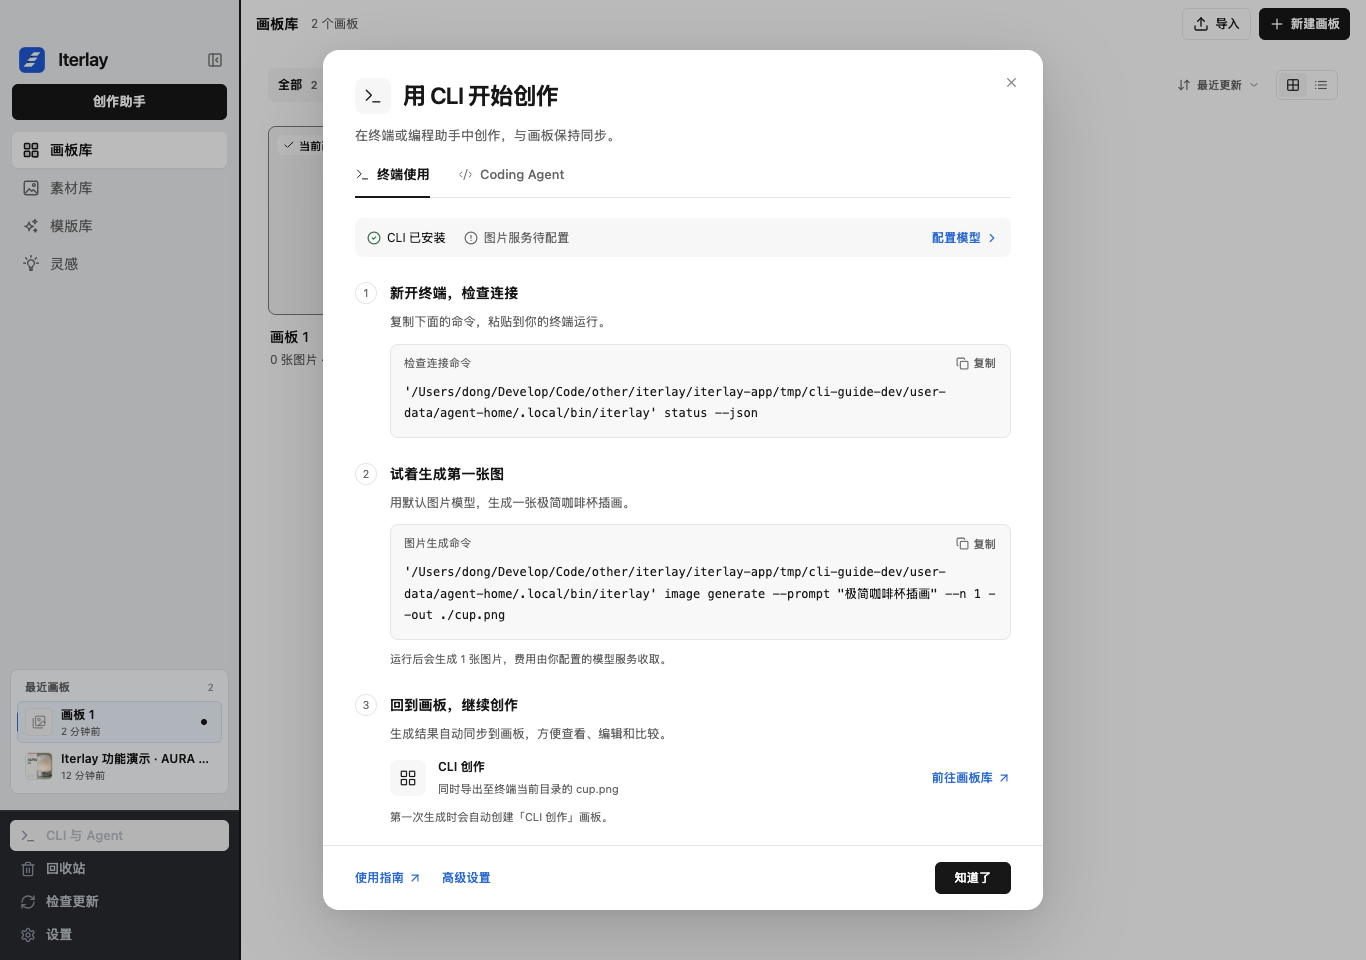 Iterlay
创作助手
画板库
素材库
模版库
灵感
最近画板
2
画板 1
2 分钟前
Iterlay 功能演示 · AURA ...
12 分钟前
CLI 与 Agent
回收站
检查更新
设置
画板库 2 个画板
导入
新建画板
全部 2
最近更新
当前
画板 1
0 张图片
用 CLI 开始创作
在终端或编程助手中创作，与画板保持同步。
终端使用
Coding Agent
CLI 已安装
图片服务待配置
配置模型
1
新开终端，检查连接
复制下面的命令，粘贴到你的终端运行。
检查连接命令
复制
'/Users/dong/Develop/Code/other/iterlay/iterlay-app/tmp/cli-guide-dev/user-
data/agent-home/.local/bin/iterlay' status --json
2
试着生成第一张图
用默认图片模型，生成一张极简咖啡杯插画。
图片生成命令
复制
'/Users/dong/Develop/Code/other/iterlay/iterlay-app/tmp/cli-guide-dev/user-
data/agent-home/.local/bin/iterlay' image generate --prompt "极简咖啡杯插画" --n 1 -
-out ./cup.png
运行后会生成 1 张图片，费用由你配置的模型服务收取。
3
回到画板，继续创作
生成结果自动同步到画板，方便查看、编辑和比较。
CLI 创作
同时导出至终端当前目录的 cup.png
前往画板库
第一次生成时会自动创建「CLI 创作」画板。
使用指南
高级设置
知道了